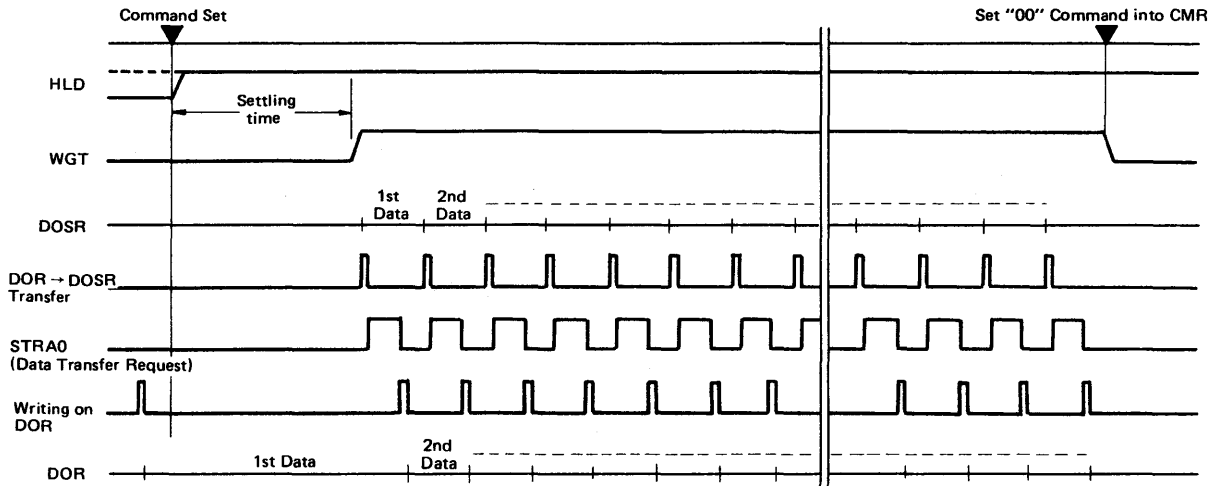 Command Set
Set "00" Command into CMR
HLD
Settling
time
WGT
1st
Data
2nd
Data
DOSR
DOR → DOSR
Transfer
STRA0
(Data Transfer Request)
Writing on
DOR
1st Data
2nd
Data
DOR